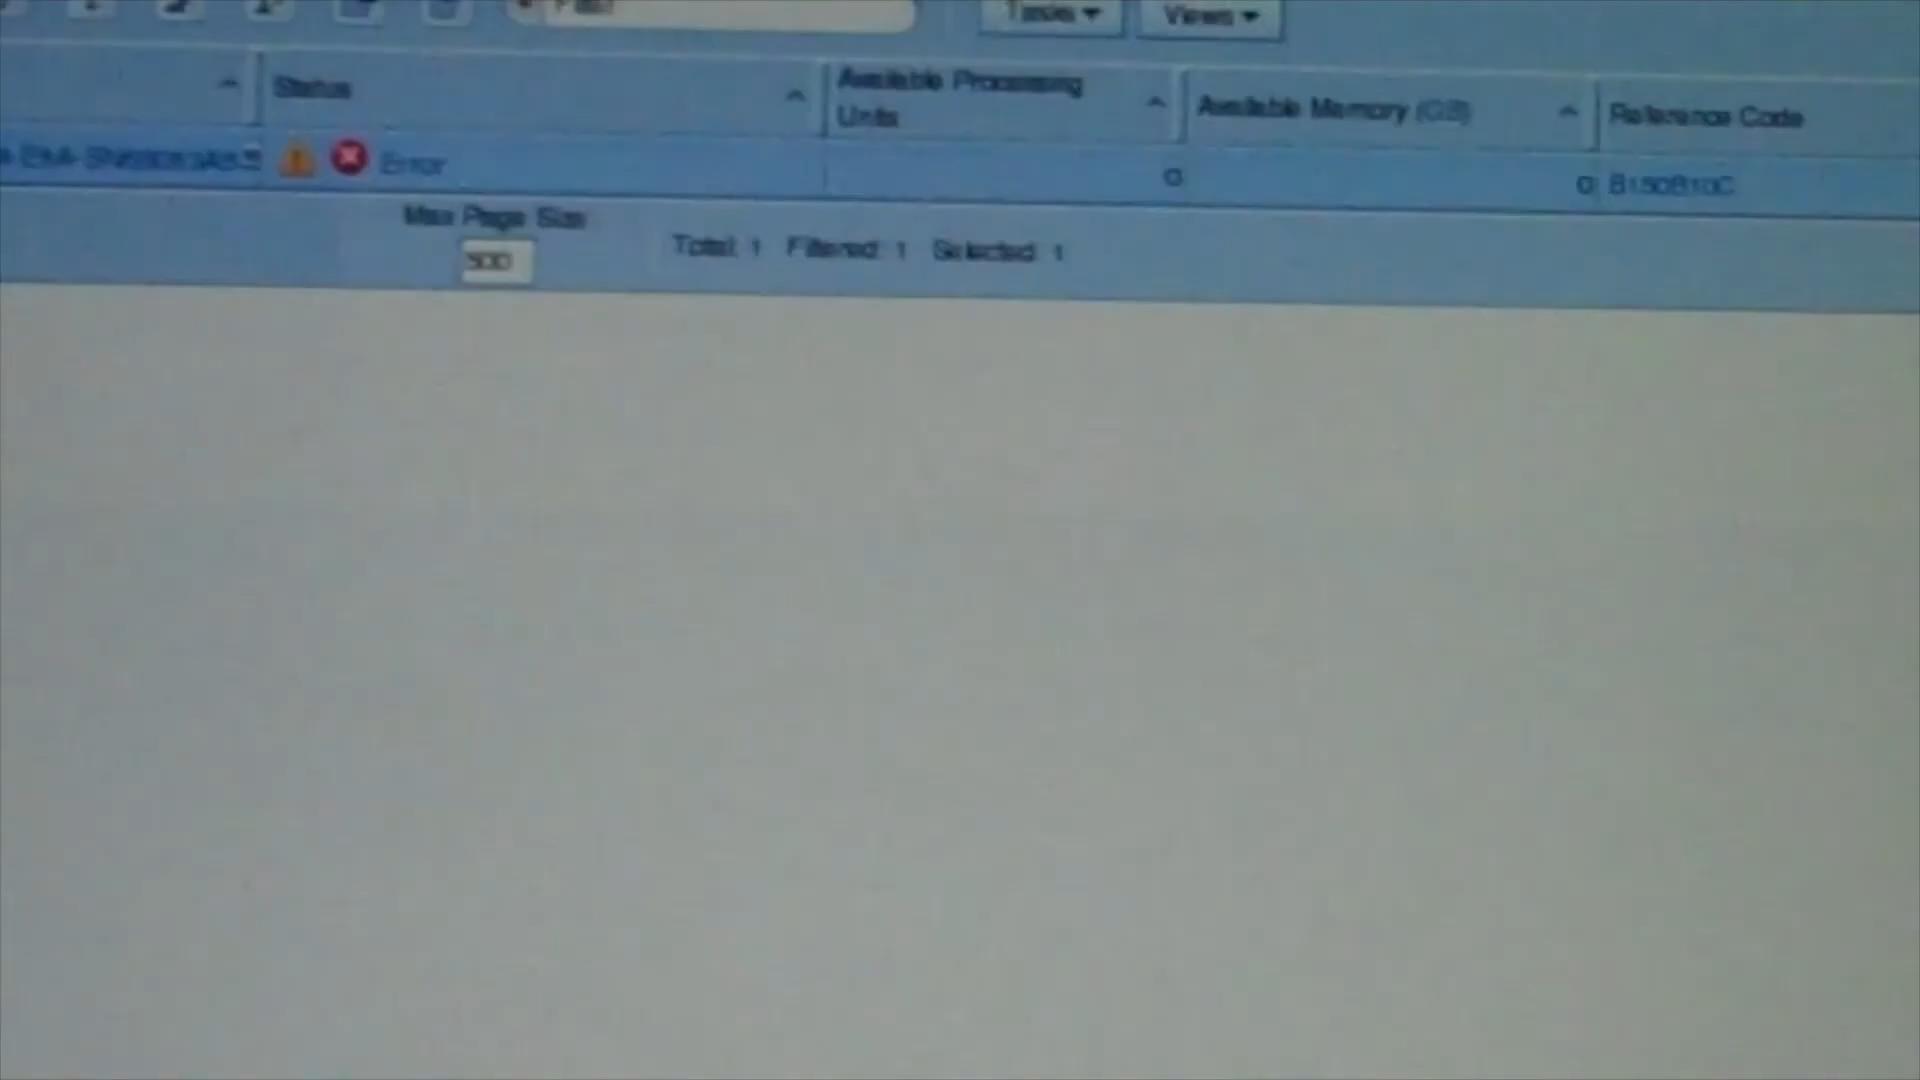 Filter
Tasks
Views
Status
Available Processing
Units
Available Memory (GB)
Reference Code
Error
0
0
B150B10C
Max Page Size
500
Total: 1 Filtered: 1 Selected: 1